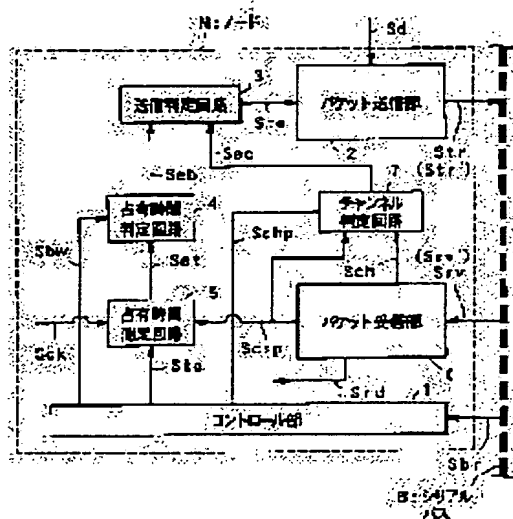 N:ノード
Sd
3
送信判定回路
パケット送信部
2
Str
(Str')
Sec
Seb
7
チャンネル
判定回路
占有時間
判定回路
4
Sbw
Schp
Set
Sch
(Srv')
Srv
占有時間
測定回路
5
パケット受信部
Sck
Scrp
Sta
Srd
6
1
コントロール部
Sbr
B:シリアル
バス